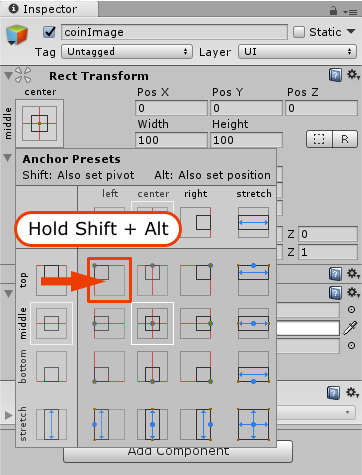 Inspector
coinImage
Static
Tag
Untagged
Layer
UI
Rect Transform
center
Pos X
Pos Y
Pos Z
middle
0
0
0
Width
Height
100
100
R
Anchor Presets
Shift: Also set pivot
Alt: Also set position
left
center
right
stretch
Hold Shift + Alt
Z
0
Z
1
top
middle
bottom
stretch
Add Component